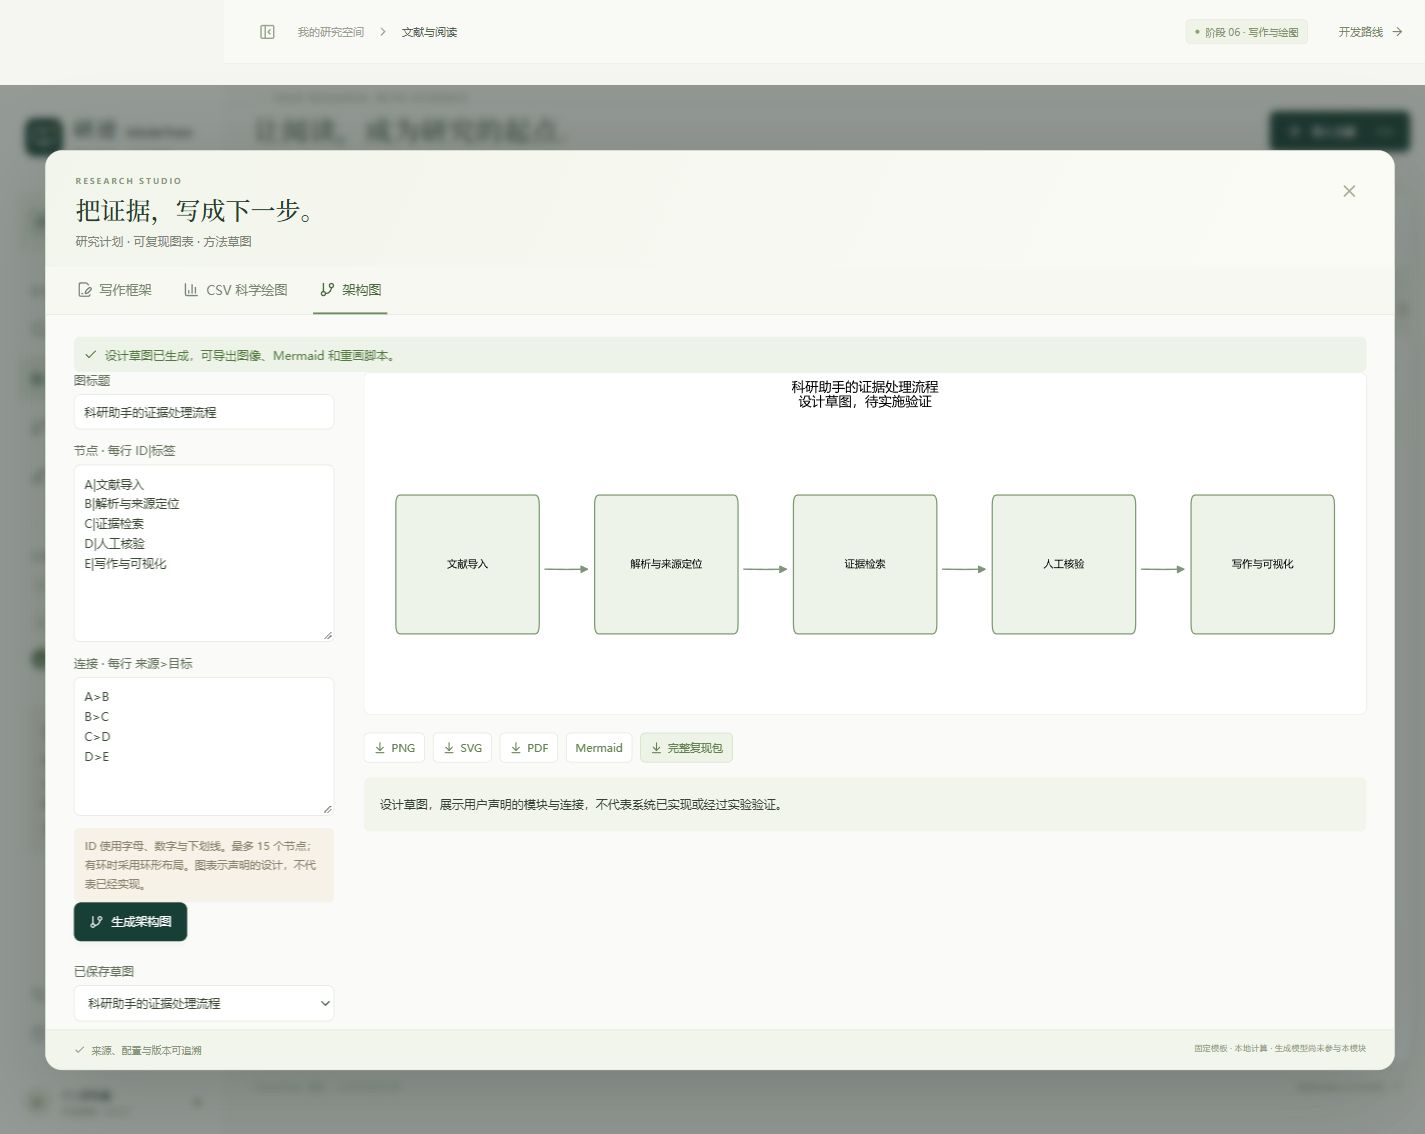 我的研究空间
文献与阅读
阶段 06 · 写作与绘图
开发路线
让阅读，成为研究的起点。
RESEARCH STUDIO
把证据，写成下一步。
研究计划 · 可复现图表 · 方法草图
写作框架
CSV 科学绘图
架构图
设计草图已生成，可导出图像、Mermaid 和重画脚本。
图标题
科研助手的证据处理流程
节点 · 每行 ID|标签
A|文献导入
B|解析与来源定位
C|证据检索
D|人工核验
E|写作与可视化
连接 · 每行 来源>目标
A>B
B>C
C>D
D>E
ID 使用字母、数字与下划线。最多 15 个节点；
有环时采用环形布局。图表示声明的设计，不代
表已经实现。
生成架构图
已保存草图
科研助手的证据处理流程
科研助手的证据处理流程
设计草图，待实施验证
文献导入
解析与来源定位
证据检索
人工核验
写作与可视化
PNG
SVG
PDF
Mermaid
完整复现包
设计草图，展示用户声明的模块与连接，不代表系统已实现或经过实验验证。
来源、配置与版本可追溯
固定模板 · 本地计算 · 生成模型尚未参与本模块